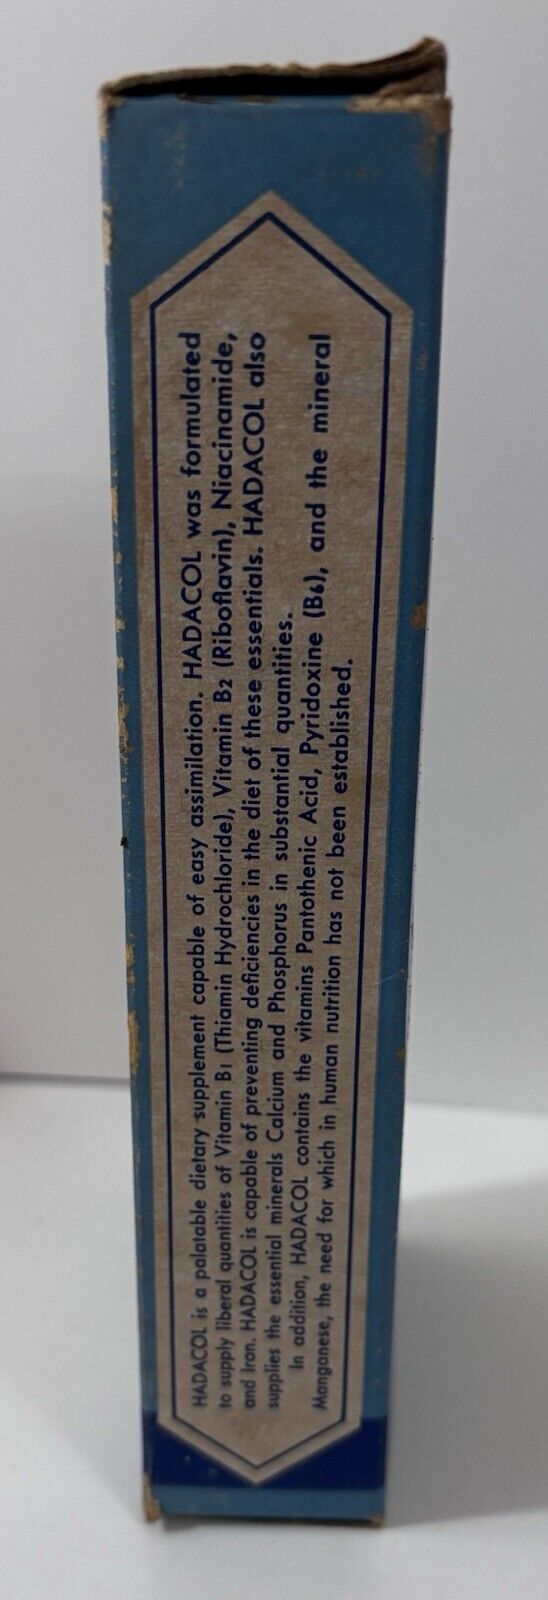 HADACOL is a palatable dietary supplement capable of easy assimilation. HADACOL was formulated
to supply liberal quantities of Vitamin B1 (Thiamin Hydrochloride), Vitamin B2 (Riboflavin), Niacinamide,
and Iron. HADACOL is capable of preventing deficiencies in the diet of these essentials. HADACOL also
supplies the essential minerals Calcium and Phosphorus in substantial quantities.
In addition, HADACOL contains the vitamins Pantothenic Acid, Pyridoxine (B6), and the mineral
Manganese, the need for which in human nutrition has not been established.